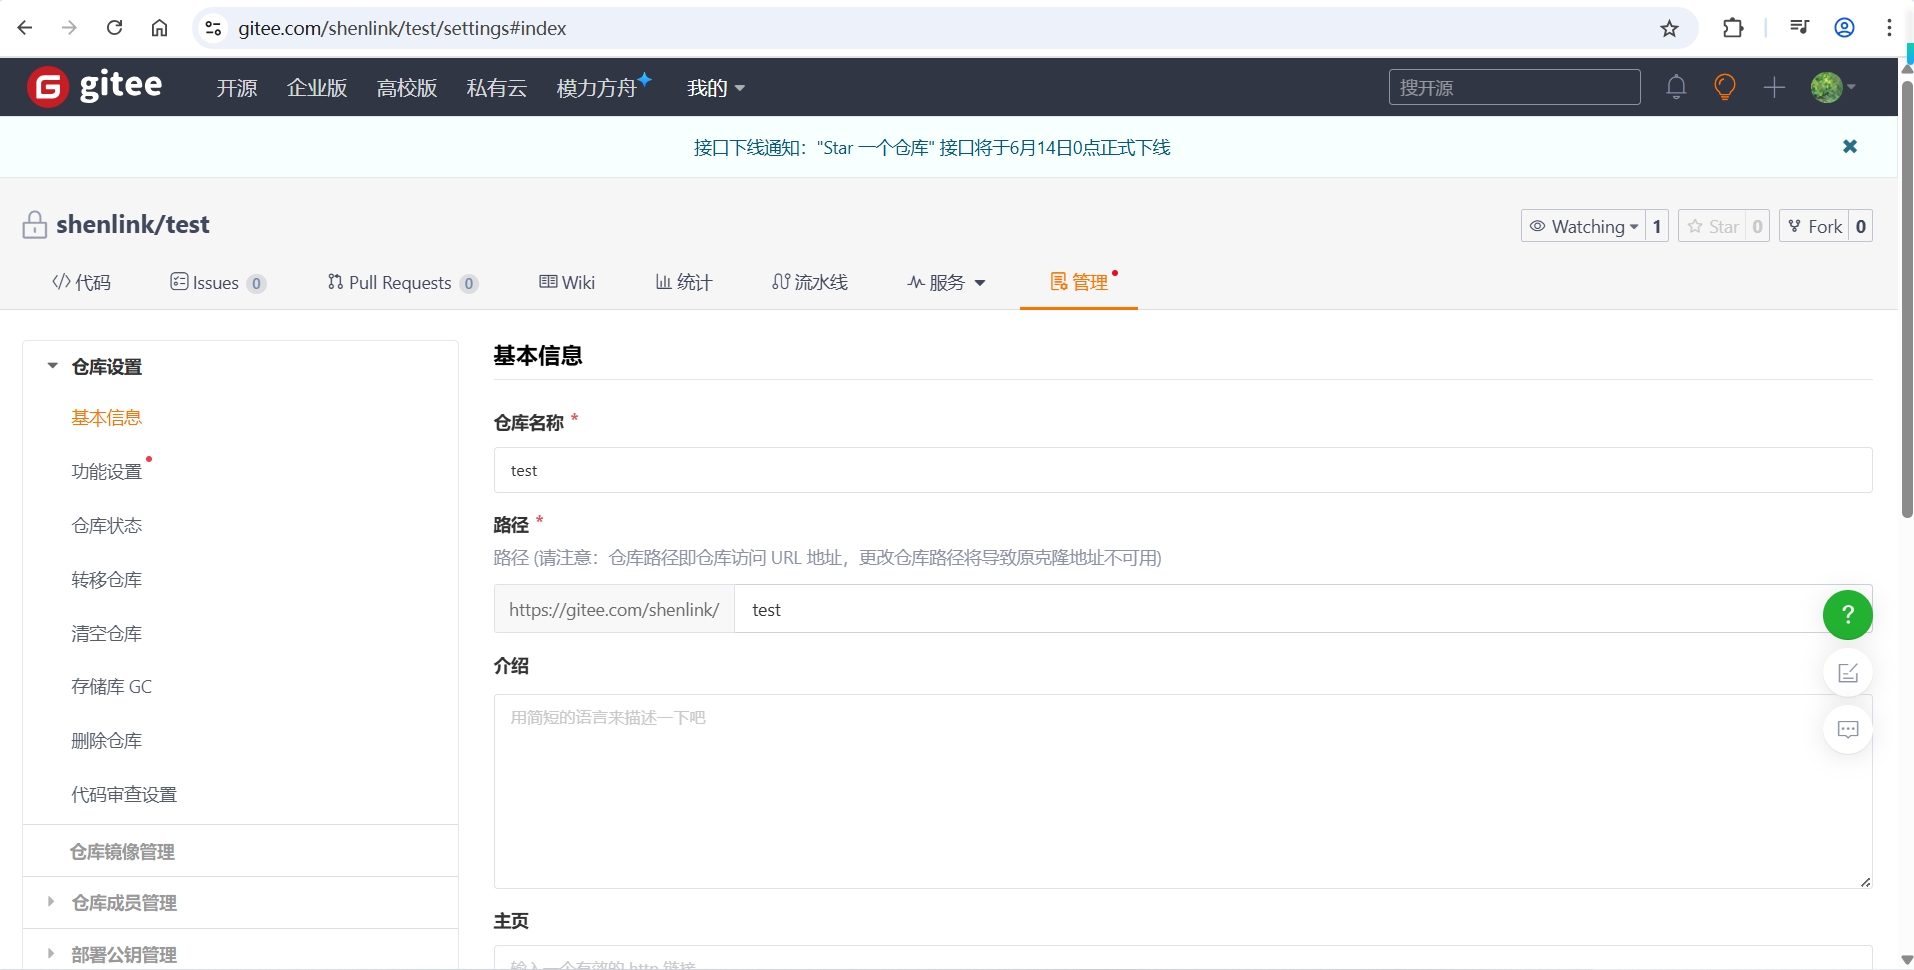 gitee.com/shenlink/test/settings#index
gitee 开源 企业版 高校版 私有云 模力方舟 我的 搜开源
接口下线通知："Star 一个仓库" 接口将于6月14日0点正式下线
shenlink/test Watching 1 Star 0 Fork 0
代码 Issues 0 Pull Requests 0 Wiki 统计 流水线 服务 管理
仓库设置
基本信息
功能设置
仓库状态
转移仓库
清空仓库
存储库 GC
删除仓库
代码审查设置
仓库镜像管理
仓库成员管理
部署公钥管理
基本信息
仓库名称 *
test
路径 *
路径 (请注意：仓库路径即仓库访问 URL 地址，更改仓库路径将导致原克隆地址不可用)
https://gitee.com/shenlink/ test
?
介绍
用简短的语言来描述一下吧
主页
输入一个有效的 http 链接